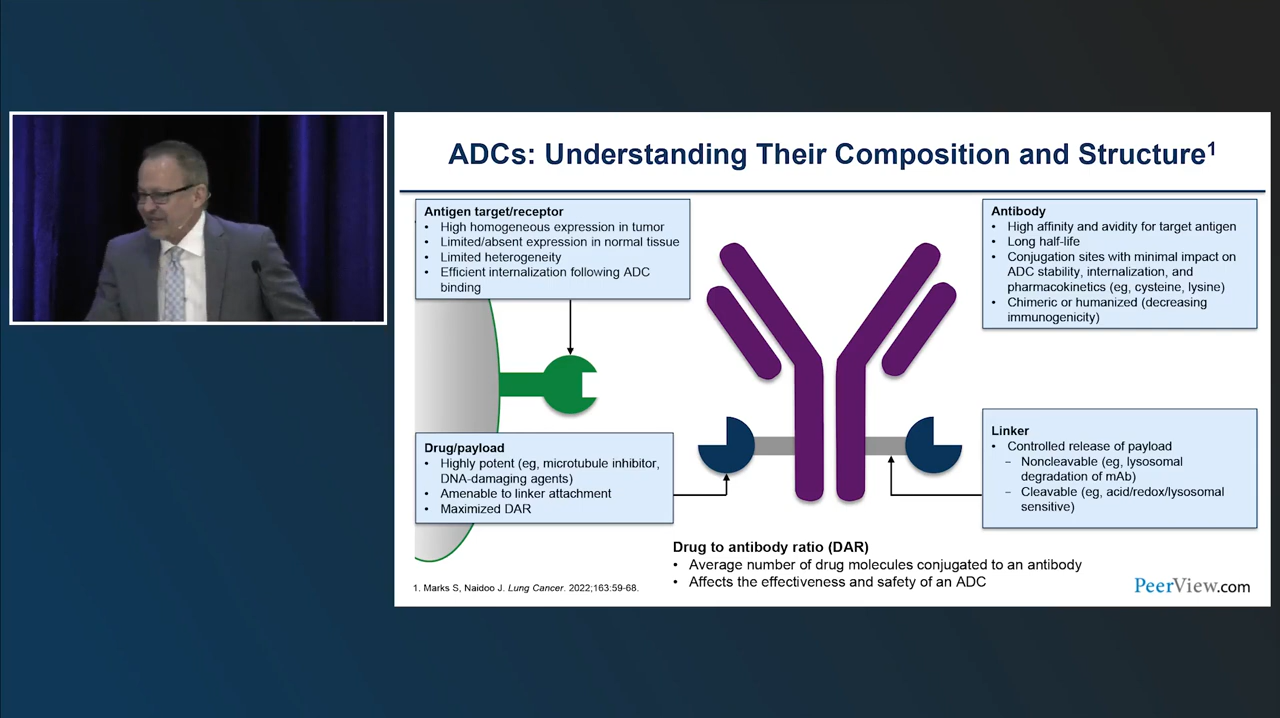 ADCs: Understanding Their Composition and Structure1
Antigen target/receptor
• High homogeneous expression in tumor
• Limited/absent expression in normal tissue
• Limited heterogeneity
• Efficient internalization following ADC
binding
Antibody
• High affinity and avidity for target antigen
• Long half-life
• Conjugation sites with minimal impact on
ADC stability, internalization, and
pharmacokinetics (eg, cysteine, lysine)
• Chimeric or humanized (decreasing
immunogenicity)
Drug/payload
• Highly potent (eg, microtubule inhibitor,
DNA-damaging agents)
• Amenable to linker attachment
• Maximized DAR
Linker
• Controlled release of payload
– Noncleavable (eg, lysosomal
degradation of mAb)
– Cleavable (eg, acid/redox/lysosomal
sensitive)
Drug to antibody ratio (DAR)
• Average number of drug molecules conjugated to an antibody
• Affects the effectiveness and safety of an ADC
1. Marks S, Naidoo J. Lung Cancer. 2022;163:59-68.
PeerView.com